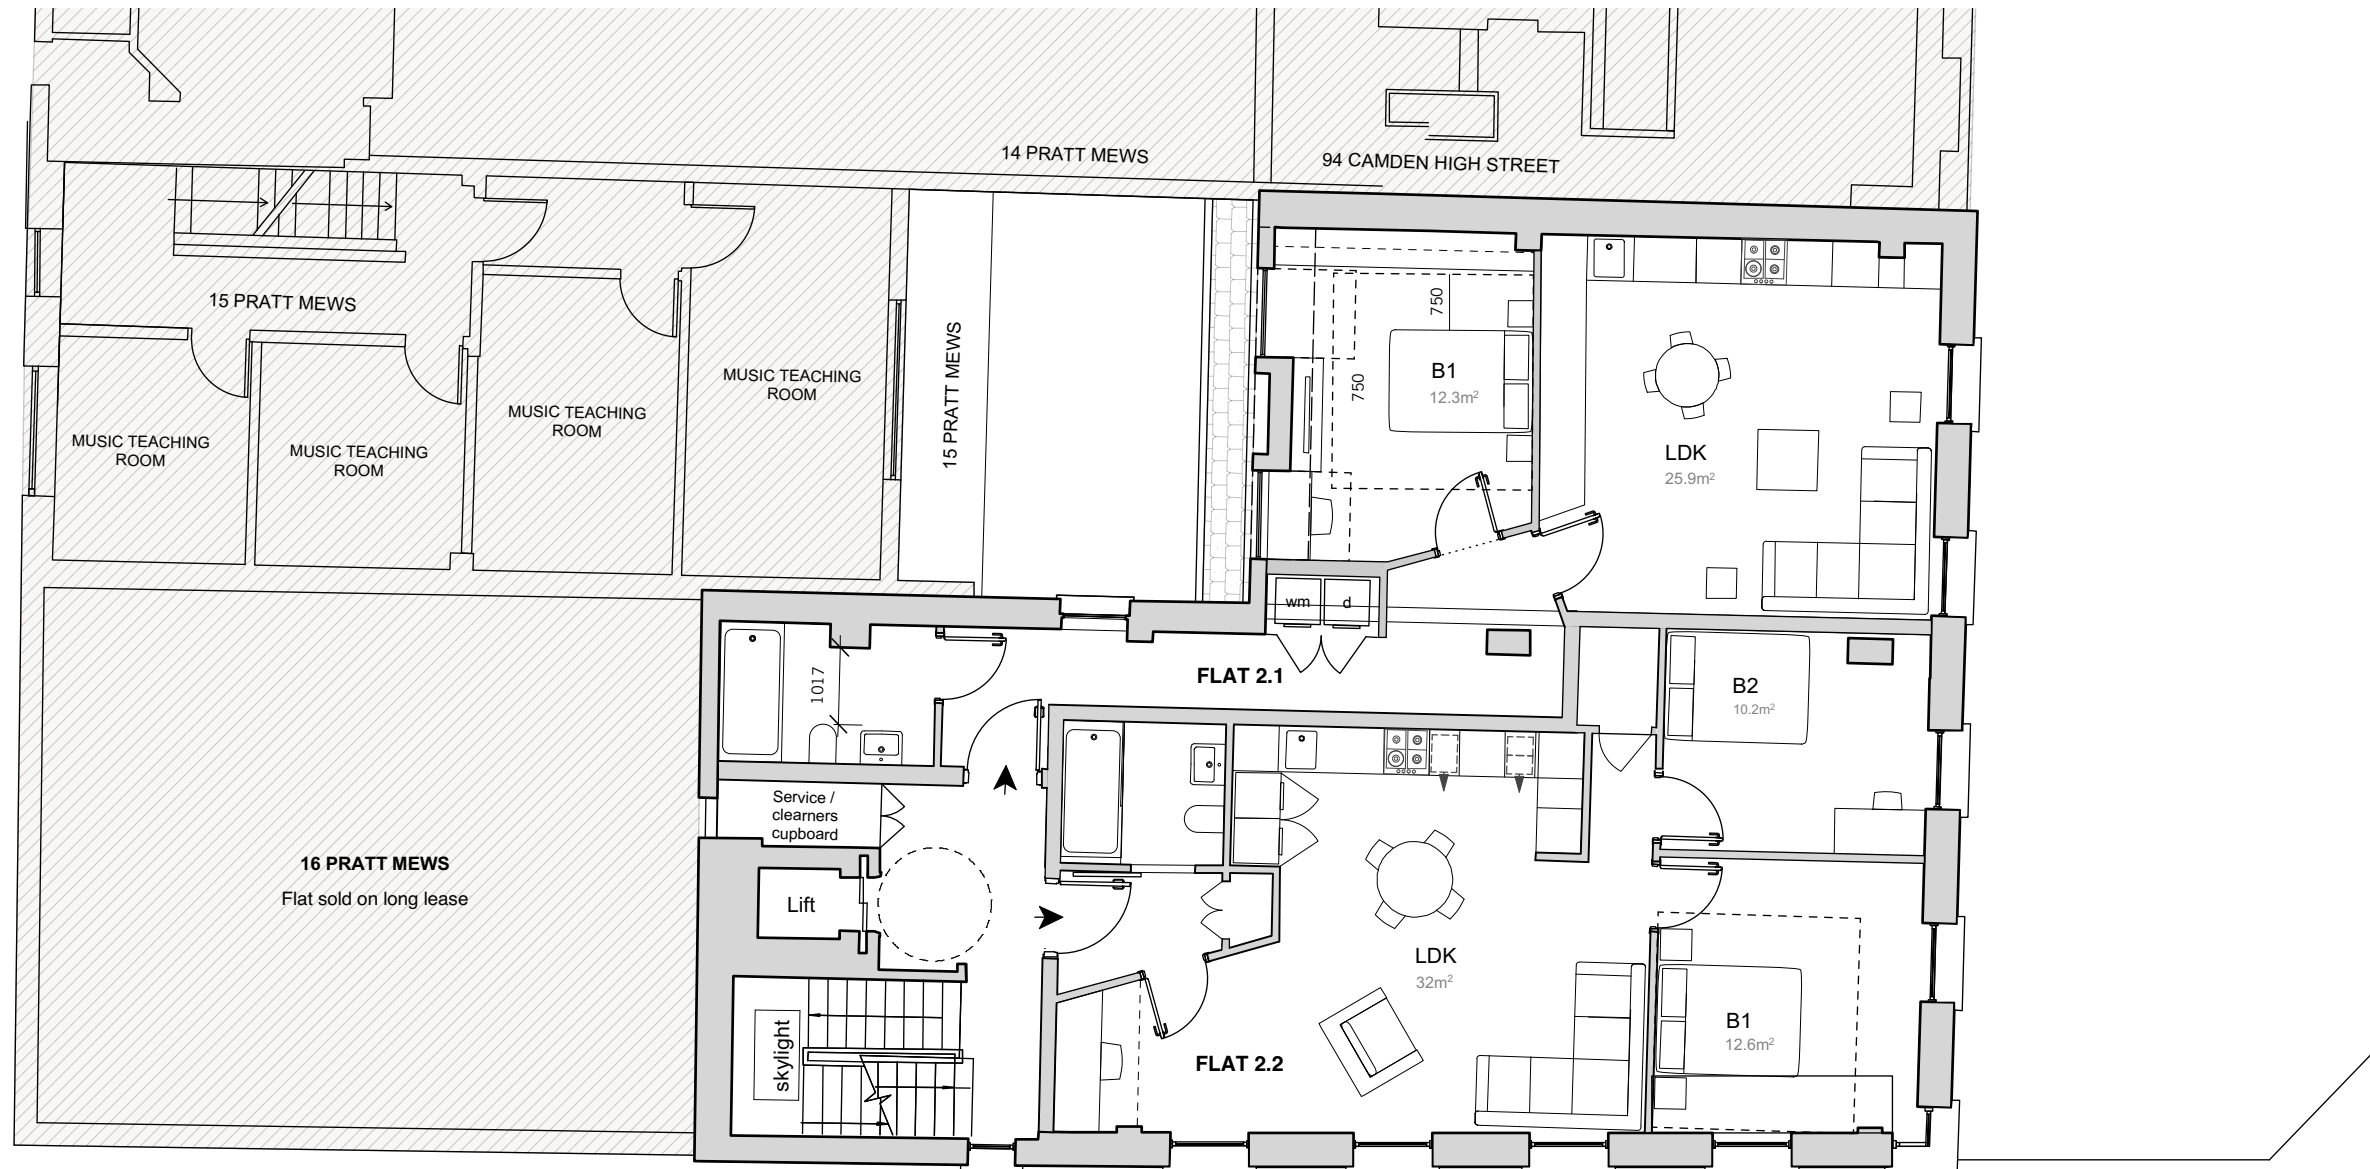 14 PRATT MEWS
94 CAMDEN HIGH STREET
15 PRATT MEWS
MUSIC TEACHING
ROOM
MUSIC TEACHING
ROOM
MUSIC TEACHING
ROOM
MUSIC TEACHING
ROOM
15 PRATT MEWS
750
750
B1
12.3m²
LDK
25.9m²
wm
d
1017
FLAT 2.1
B2
10.2m²
Service /
clearners
cupboard
16 PRATT MEWS
Flat sold on long lease
Lift
skylight
LDK
32m²
FLAT 2.2
B1
12.6m²